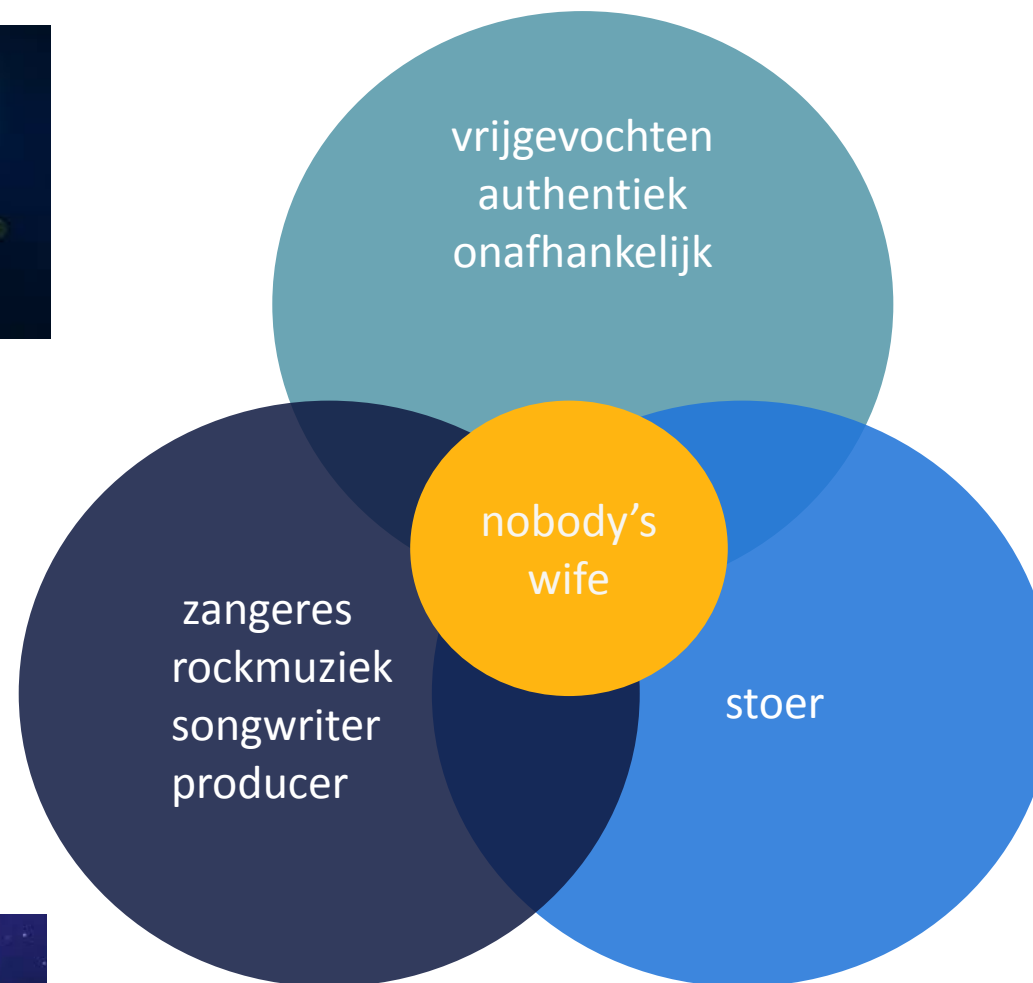 vrijgevochten
authentiek
onafhankelijk
nobody’s
wife
zangeres
rockmuziek
songwriter
producer
stoer